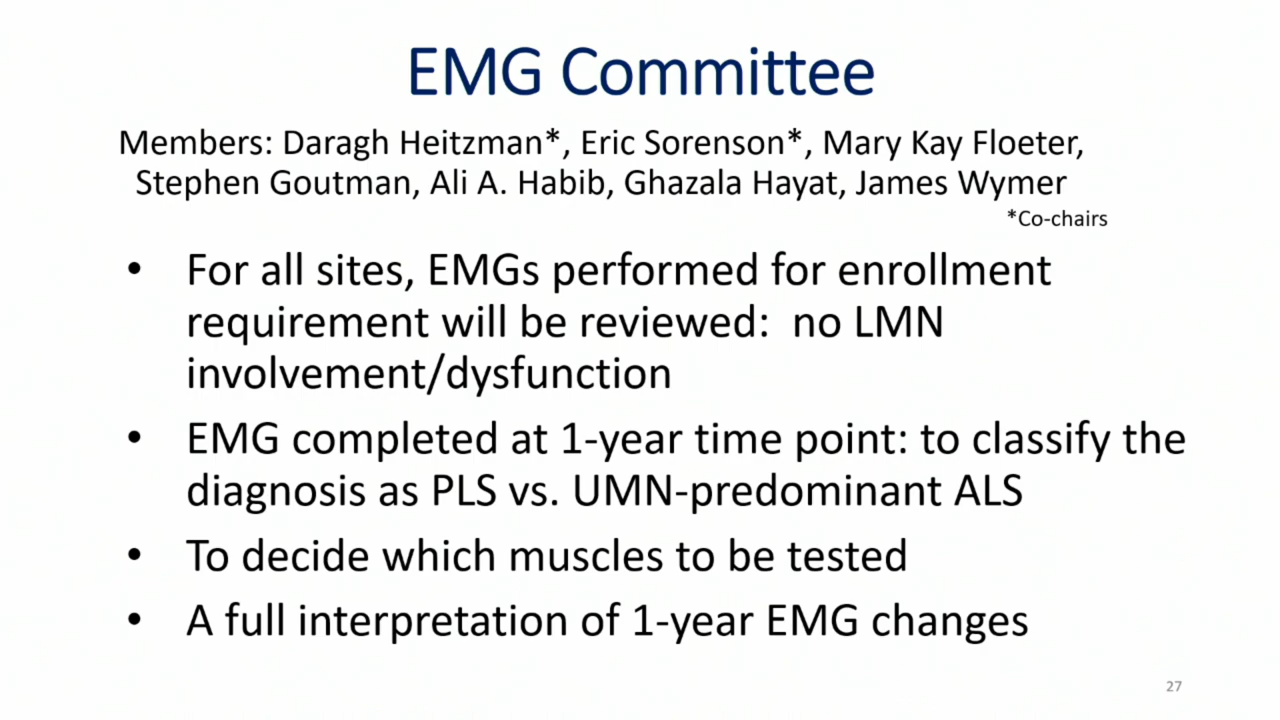 EMG Committee
Members: Daragh Heitzman*, Eric Sorenson*, Mary Kay Floeter,
Stephen Goutman, Ali A. Habib, Ghazala Hayat, James Wymer
*Co-chairs
• For all sites, EMGs performed for enrollment
requirement will be reviewed:  no LMN
involvement/dysfunction
• EMG completed at 1-year time point: to classify the
diagnosis as PLS vs. UMN-predominant ALS
• To decide which muscles to be tested
• A full interpretation of 1-year EMG changes
27